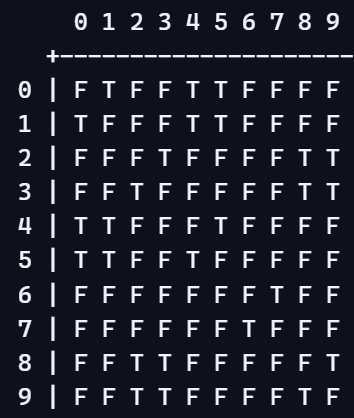 0 1 2 3 4 5 6 7 8 9
  +--------------------
0 | F T F F T T F F F F
1 | T F F F T T F F F F
2 | F F F T F F F F T T
3 | F F T F F F F F T T
4 | T T F F F T F F F F
5 | T T F F T F F F F F
6 | F F F F F F F T F F
7 | F F F F F F T F F F
8 | F F T T F F F F F T
9 | F F T T F F F F T F